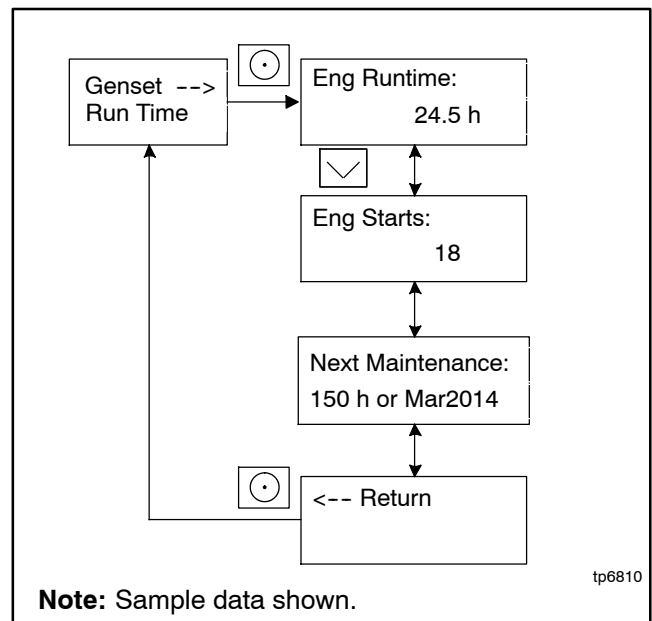 Genset -->
Run Time
Eng Runtime:
24.5 h
Eng Starts:
18
Next Maintenance:
150 h or Mar2014
<-- Return
tp6810
Note: Sample data shown.